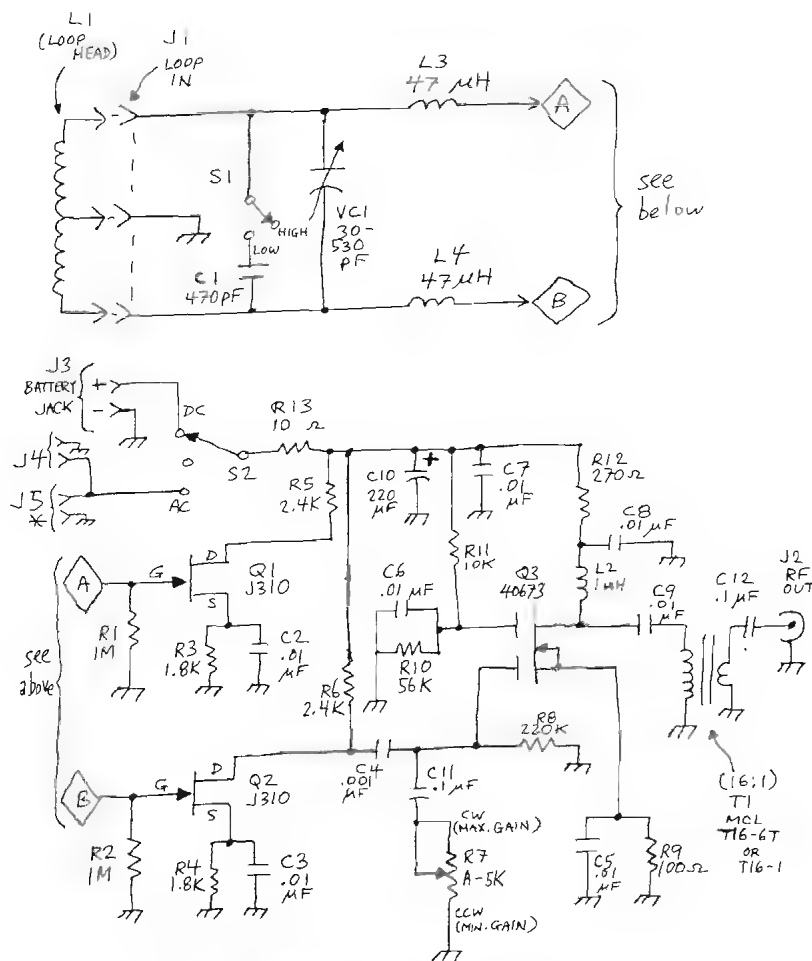 L1
(LOOP HEAD)
J1
LOOP
IN
L3
47 µH
A
S1
HIGH
LOW
C1
470PF
VC1
30-
530
PF
L4
47µH
B
see
below
J3
BATTERY
JACK
+
-
DC
J4
J5
*
AC
S2
R13
10 Ω
R5
2.4K
C10
220
µF
+
C7
.01
µF
R12
270Ω
C8
.01 µF
R11
10K
L2
1MH
A
G
D
S
Q1
J310
R1
1M
R3
1.8K
C2
.01
µF
C6
.01 µF
R10
56K
Q3
40673
C9
.01
µF
C12
.1µF
J2
RF
OUT
see
above
R6
2.4K
B
G
D
S
Q2
J310
R2
1M
R4
1.8K
C3
.01
µF
C4
.001
µF
C11
.1µF
R8
220K
CW
(MAX.GAIN)
R7
A-5K
CCW
(MIN.GAIN)
C5
.01
µF
R9
100Ω
(16:1)
T1
MCL
T16-6T
OR
T16-1